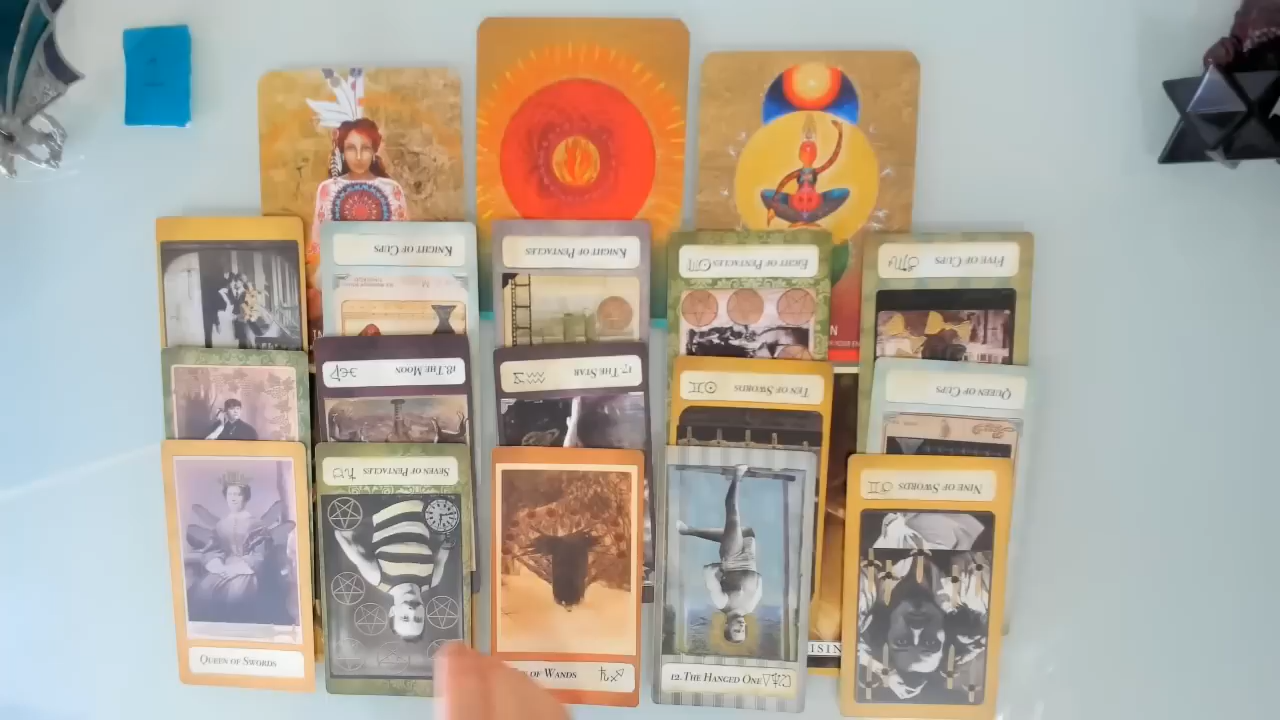 KNIGHT OF CUPS
KNIGHT OF PENTACLES
EIGHT OF PENTACLES
FIVE OF CUPS
18. THE MOON
17. THE STAR
TEN OF SWORDS
QUEEN OF CUPS
SEVEN OF PENTACLES
NINE OF SWORDS
QUEEN OF SWORDS
OF WANDS
12. THE HANGED ONE
ISIN